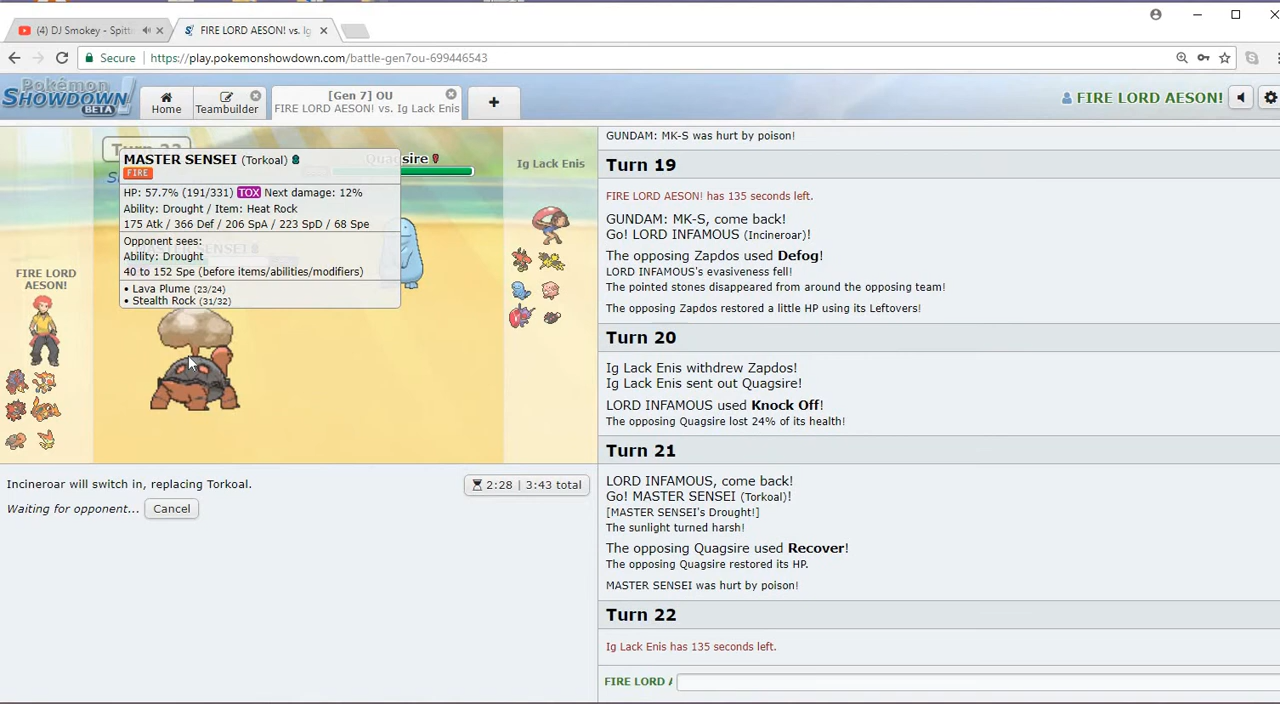 (4) DJ Smokey - Spitt
FIRE LORD AESON! vs. Ig
Secure
https://play.pokemonshowdown.com/battle-gen7ou-699446543
Pokémon
SHOWDOWN
BETA
Home
Teambuilder
[Gen 7] OU
FIRE LORD AESON! vs. Ig Lack Enis
FIRE LORD AESON!
MASTER SENSEI (Torkoal)
FIRE
HP: 57.7% (191/331) TOX Next damage: 12%
Ability: Drought / Item: Heat Rock
175 Atk / 366 Def / 206 SpA / 223 SpD / 68 Spe
Opponent sees:
Ability: Drought
40 to 152 Spe (before items/abilities/modifiers)
• Lava Plume (23/24)
• Stealth Rock (31/32)
Quagsire
Ig Lack Enis
FIRE LORD
AESON!
Incineroar will switch in, replacing Torkoal.
Waiting for opponent...
Cancel
2:28 | 3:43 total
GUNDAM: MK-S was hurt by poison!
Turn 19
FIRE LORD AESON! has 135 seconds left.
GUNDAM: MK-S, come back!
Go! LORD INFAMOUS (Incineroar)!
The opposing Zapdos used Defog!
LORD INFAMOUS's evasiveness fell!
The pointed stones disappeared from around the opposing team!
The opposing Zapdos restored a little HP using its Leftovers!
Turn 20
Ig Lack Enis withdrew Zapdos!
Ig Lack Enis sent out Quagsire!
LORD INFAMOUS used Knock Off!
The opposing Quagsire lost 24% of its health!
Turn 21
LORD INFAMOUS, come back!
Go! MASTER SENSEI (Torkoal)!
[MASTER SENSEI's Drought!]
The sunlight turned harsh!
The opposing Quagsire used Recover!
The opposing Quagsire restored its HP.
MASTER SENSEI was hurt by poison!
Turn 22
Ig Lack Enis has 135 seconds left.
FIRE LORD